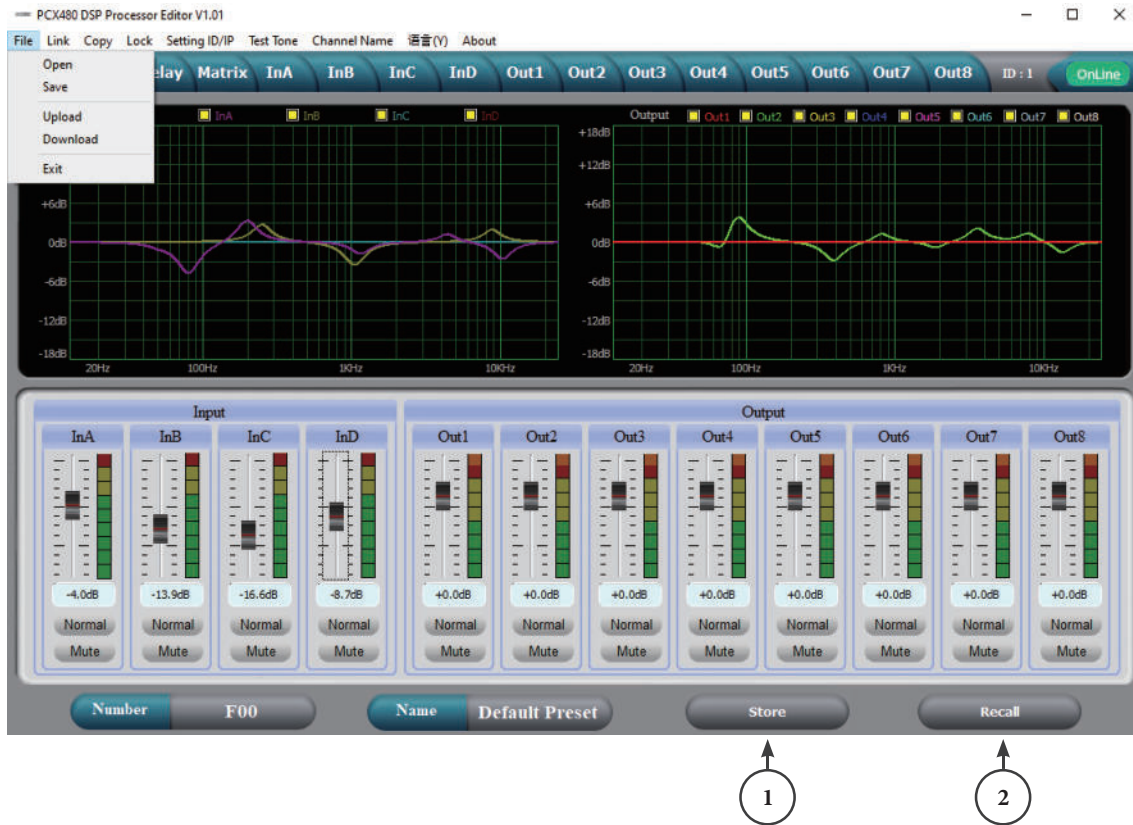 PCX480 DSP Processor Editor V1.01
File Link Copy Lock Setting ID/IP Test Tone Channel Name 语言(Y) About
Open
Save
Upload
Download
Exit
elay Matrix InA InB InC InD Out1 Out2 Out3 Out4 Out5 Out6 Out7 Out8 ID : 1 OnLine
InA InB InC InD
Output Out1 Out2 Out3 Out4 Out5 Out6 Out7 Out8
+6dB
0dB
-6dB
-12dB
-18dB
20Hz 100Hz 1KHz 10KHz
+18dB
+12dB
+6dB
0dB
-6dB
-12dB
-18dB
20Hz 100Hz 1KHz 10KHz
Input
InA InB InC InD
-4.0dB -13.9dB -16.6dB -8.7dB
Normal Normal Normal Normal
Mute Mute Mute Mute
Output
Out1 Out2 Out3 Out4 Out5 Out6 Out7 Out8
+0.0dB +0.0dB +0.0dB +0.0dB +0.0dB +0.0dB +0.0dB +0.0dB
Normal Normal Normal Normal Normal Normal Normal Normal
Mute Mute Mute Mute Mute Mute Mute Mute
Number F00 Name Default Preset Store Recall
1 2